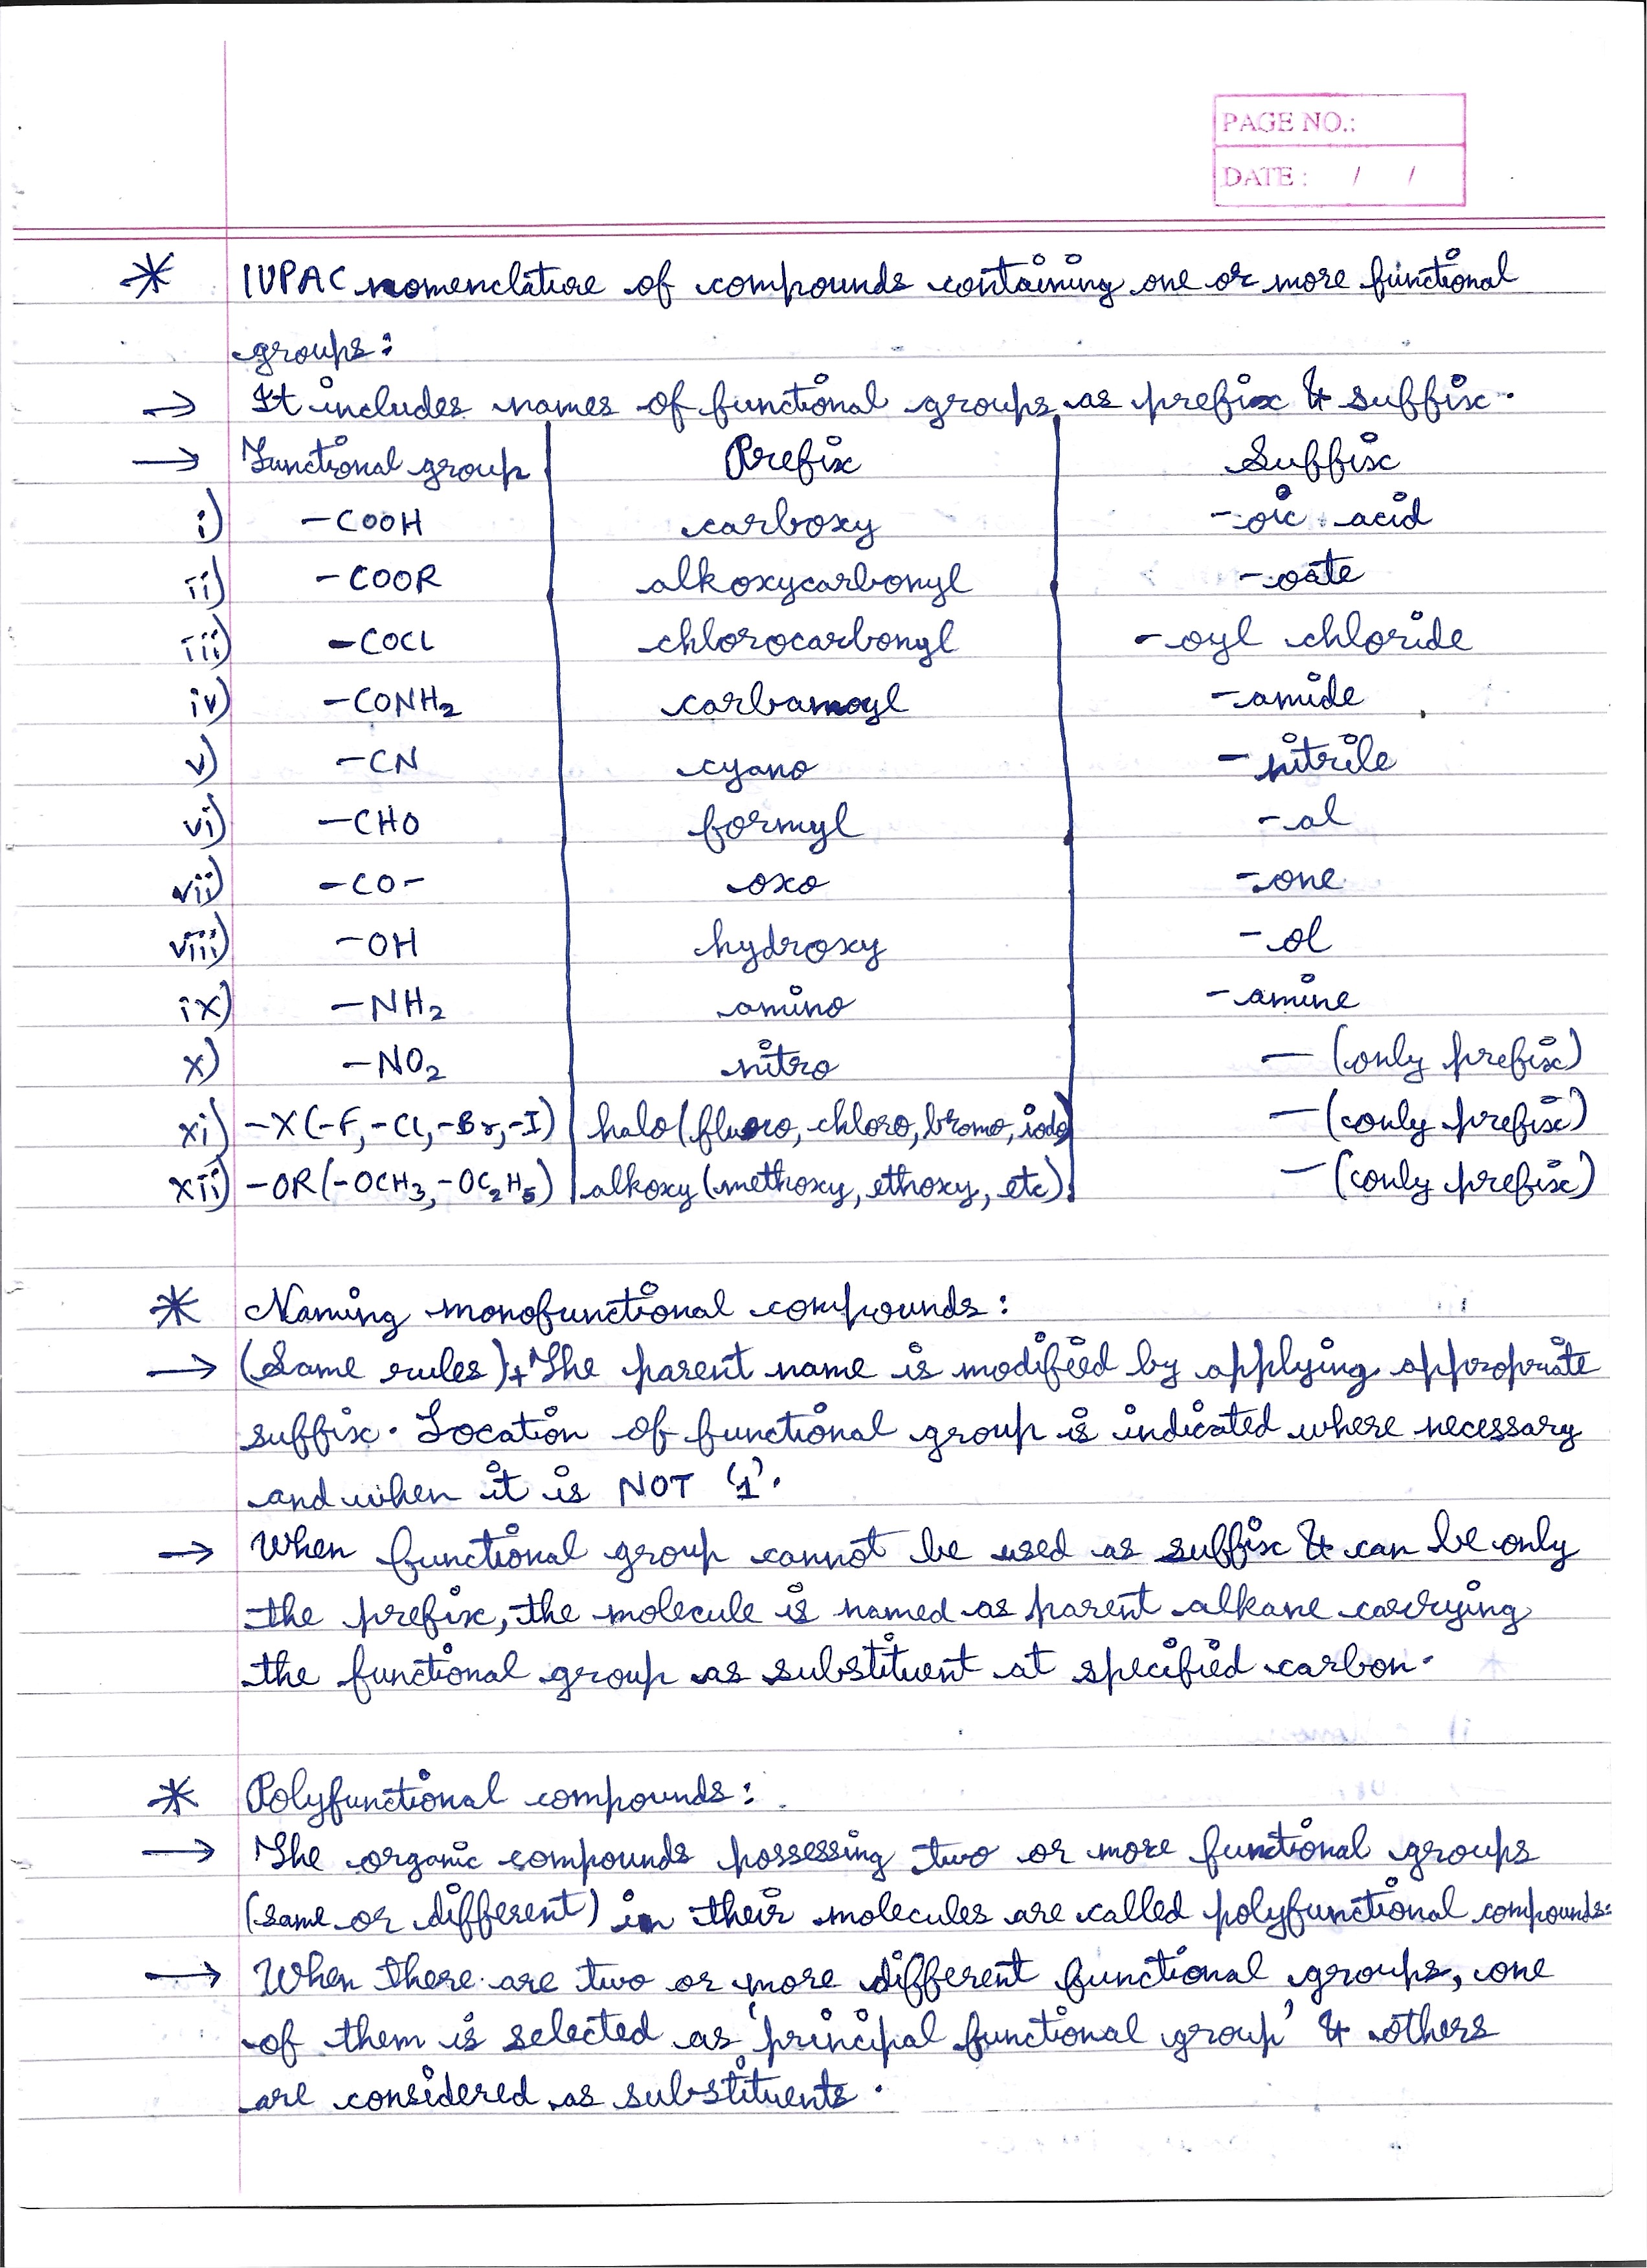 PAGE NO.:
DATE : / /
* IUPAC nomenclature of compounds containing one or more functional
groups:
→ It includes names of functional groups as prefix & suffix.
→ Functional group Prefix Suffix
i) -COOH carboxy -oic acid
ii) -COOR alkoxycarbonyl -oate
iii) -COCl chlorocarbonyl -oyl chloride
iv) -CONH₂ carbamoyl -amide
v) -CN cyano -nitrile
vi) -CHO formyl -al
vii) -CO- oxo -one
viii) -OH hydroxy -ol
ix) -NH₂ amino -amine
x) -NO₂ nitro — (only prefix)
xi) -X(-F,-Cl,-Br,-I) halo(fluoro, chloro, bromo, iodo) — (only prefix)
xii) -OR(-OCH₃,-OC₂H₅) alkoxy(methoxy, ethoxy, etc). — (only prefix)
* Naming monofunctional compounds:
→ (Same rules)+The parent name is modified by applying appropriate
suffix. Location of functional group is indicated where necessary
and when it is NOT '1'.
→ When functional group cannot be used as suffix & can be only
the prefix, the molecule is named as parent alkane carrying
the functional group as substituent at specified carbon.
* Polyfunctional compounds:
→ The organic compounds possessing two or more functional groups
(same or different) in their molecules are called polyfunctional compounds.
→ When there are two or more different functional groups, one
of them is selected as 'principal functional group' & others
are considered as substituents.